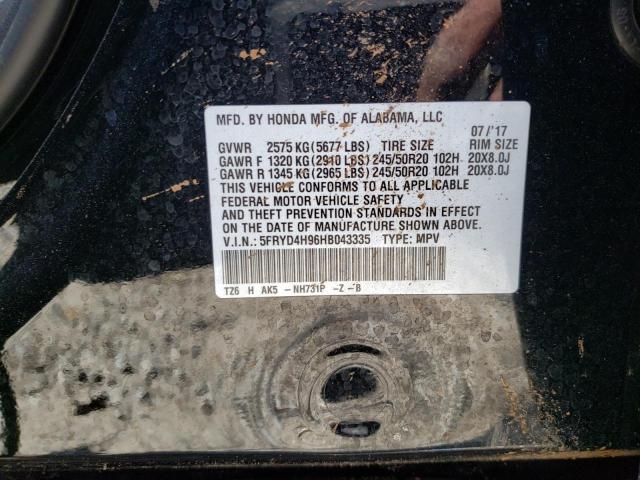 MFD. BY HONDA MFG. OF ALABAMA, LLC
07/'17
GVWR 2575 KG (5677 LBS) TIRE SIZE RIM SIZE
GAWR F 1320 KG (2910 LBS) 245/50R20 102H 20X8.0J
GAWR R 1345 KG (2965 LBS) 245/50R20 102H 20X8.0J
THIS VEHICLE CONFORMS TO ALL APPLICABLE
FEDERAL MOTOR VEHICLE SAFETY
AND THEFT PREVENTION STANDARDS IN EFFECT
ON THE DATE OF MANUFACTURE SHOWN ABOVE.
V.I.N.: 5FRYD4H96HB043335 TYPE: MPV
TZ6 H AK5 -NH731P -Z -B